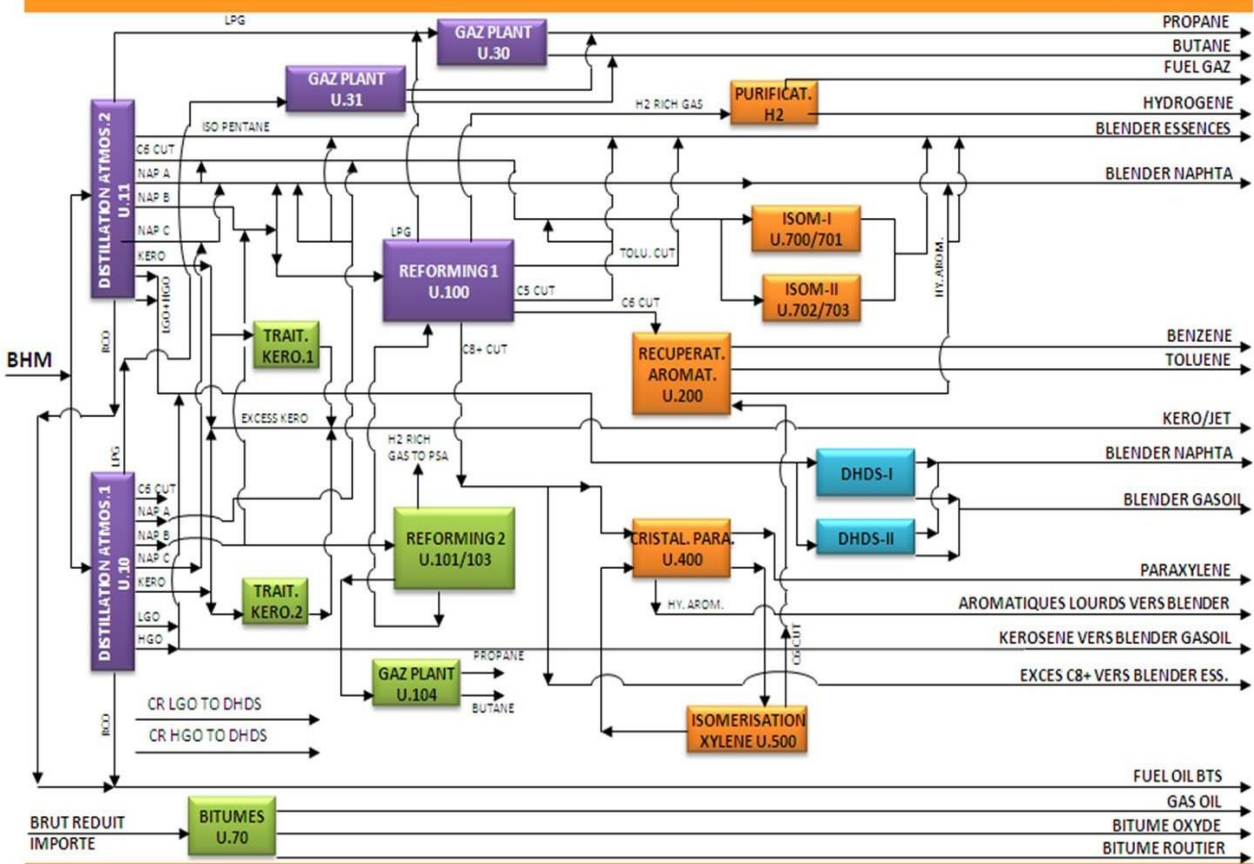 LPG
GAZ PLANT
U.30
PROPANE
BUTANE
FUEL GAZ
GAZ PLANT
U.31
H2 RICH GAS
PURIFICAT.
H2
HYDROGENE
BLENDER ESSENCES
DISTILLATION ATMOS.2
U.11
ISO PENTANE
C6 CUT
NAP A
NAP B
NAP C
KERO
LGO+HGO
BLENDER NAPHTA
LPG
REFORMING 1
U.100
TOLU. CUT
C5 CUT
C6 CUT
C8+ CUT
ISOM-I
U.700/701
ISOM-II
U.702/703
HY. AROM.
RCO
BHM
TRAIT.
KERO.1
RECUPERAT.
AROMAT.
U.200
BENZENE
TOLUENE
EXCESS KERO
KERO/JET
H2 RICH
GAS TO PSA
LPG
DISTILLATION ATMOS.1
U.10
C6 CUT
NAP A
NAP B
NAP C
KERO
LGO
HGO
REFORMING 2
U.101/103
DHDS-I
DHDS-II
BLENDER NAPHTA
BLENDER GASOIL
CRISTAL. PARA.
U.400
PARAXYLENE
TRAIT.
KERO.2
HY. AROM.
AROMATIQUES LOURDS VERS BLENDER
C6 CUT
KEROSENE VERS BLENDER GASOIL
GAZ PLANT
U.104
PROPANE
BUTANE
EXCES C8+ VERS BLENDER ESS.
RCO
CR LGO TO DHDS
CR HGO TO DHDS
ISOMERISATION
XYLENE U.500
FUEL OIL BTS
BRUT REDUIT
IMPORTE
BITUMES
U.70
GAS OIL
BITUME OXYDE
BITUME ROUTIER